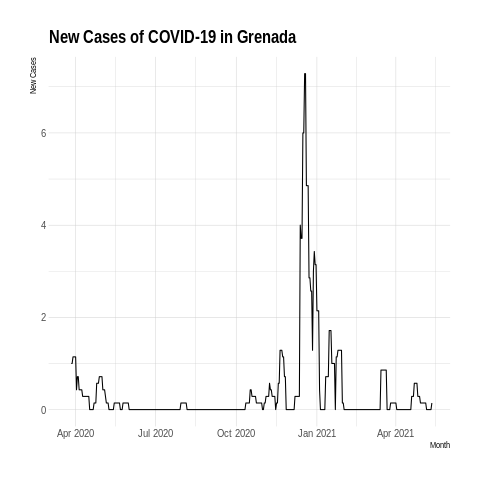 New Cases of COVID-19 in Grenada
New Cases
6
4
2
0
Apr 2020 Jul 2020 Oct 2020 Jan 2021 Apr 2021
Month